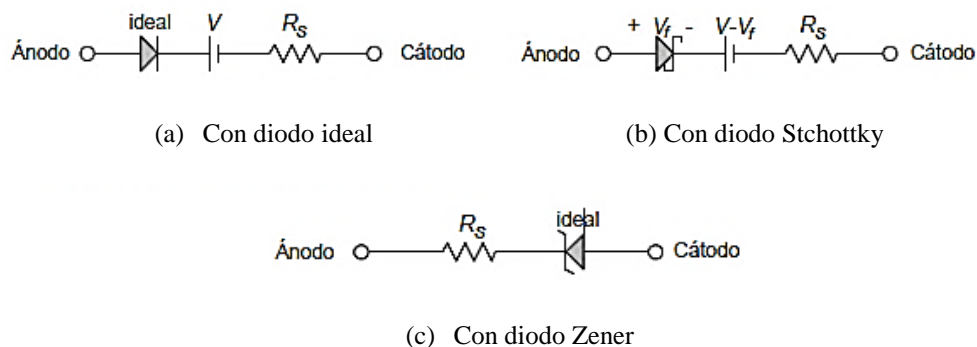 ideal V R_S
Ánodo Cátodo
(a) Con diodo ideal
+ V_f - V-V_f R_S
Ánodo Cátodo
(b) Con diodo Stchottky
R_S ideal
Ánodo Cátodo
(c) Con diodo Zener